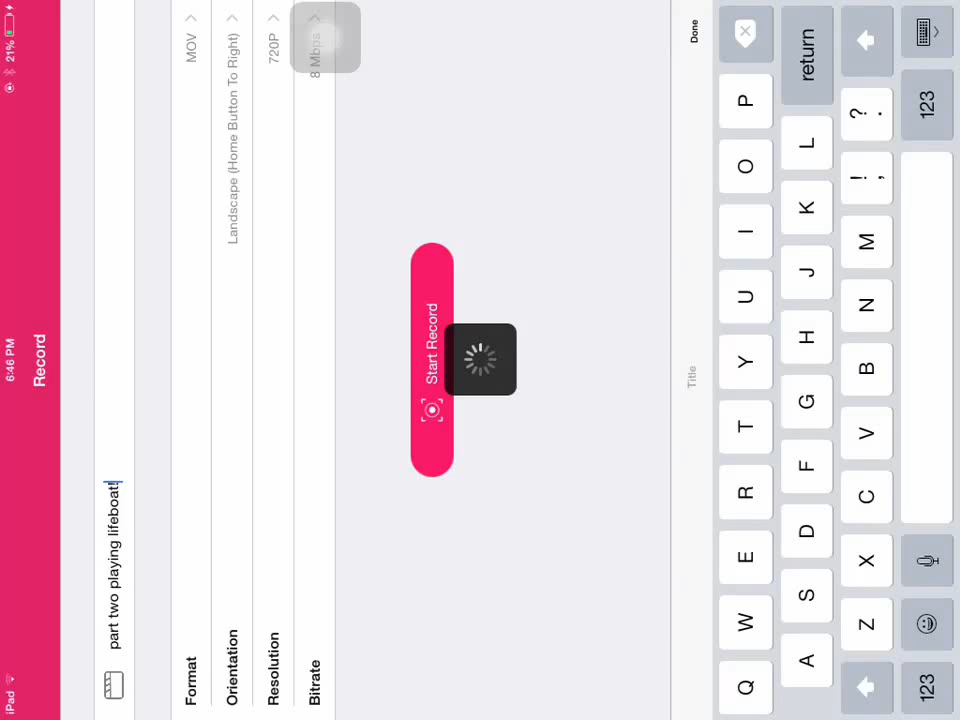 iPad 6:46 PM 21%
Record
part two playing lifeboat!
Format MOV
Orientation Landscape (Home Button To Right)
Resolution 720P
Bitrate 8 Mbps
Start Record
Title Done
Q W E R T Y U I O P
A S D F G H J K L return
Z X C V B N M ! , ? .
123 123